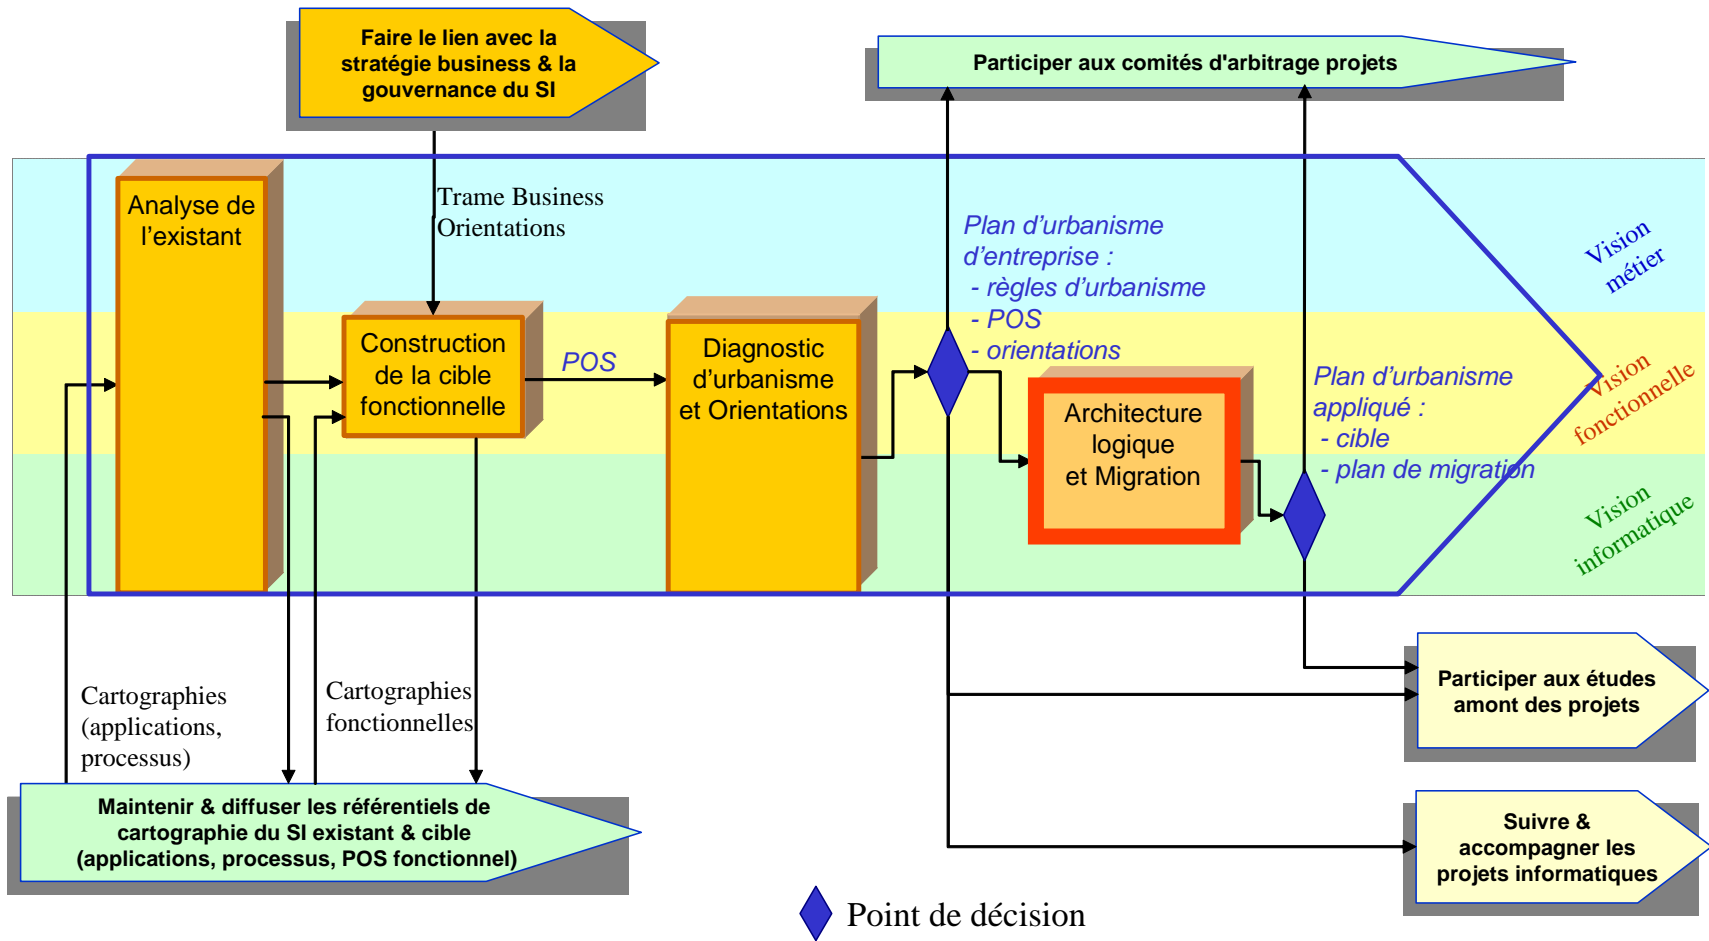 Faire le lien avec la
stratégie business & la
gouvernance du SI
Participer aux comités d'arbitrage projets
Analyse de
l’existant
Trame Business
Orientations
Plan d’urbanisme
d’entreprise :
- règles d’urbanisme
- POS
- orientations
Vision
métier
Construction
de la cible
fonctionnelle
POS
Diagnostic
d’urbanisme
et Orientations
Architecture
logique
et Migration
Plan d’urbanisme
appliqué :
- cible
- plan de migration
Vision
fonctionnelle
Vision
informatique
Cartographies
(applications,
processus)
Cartographies
fonctionnelles
Participer aux études
amont des projets
Maintenir & diffuser les référentiels de
cartographie du SI existant & cible
(applications, processus, POS fonctionnel)
Suivre &
accompagner les
projets informatiques
Point de décision